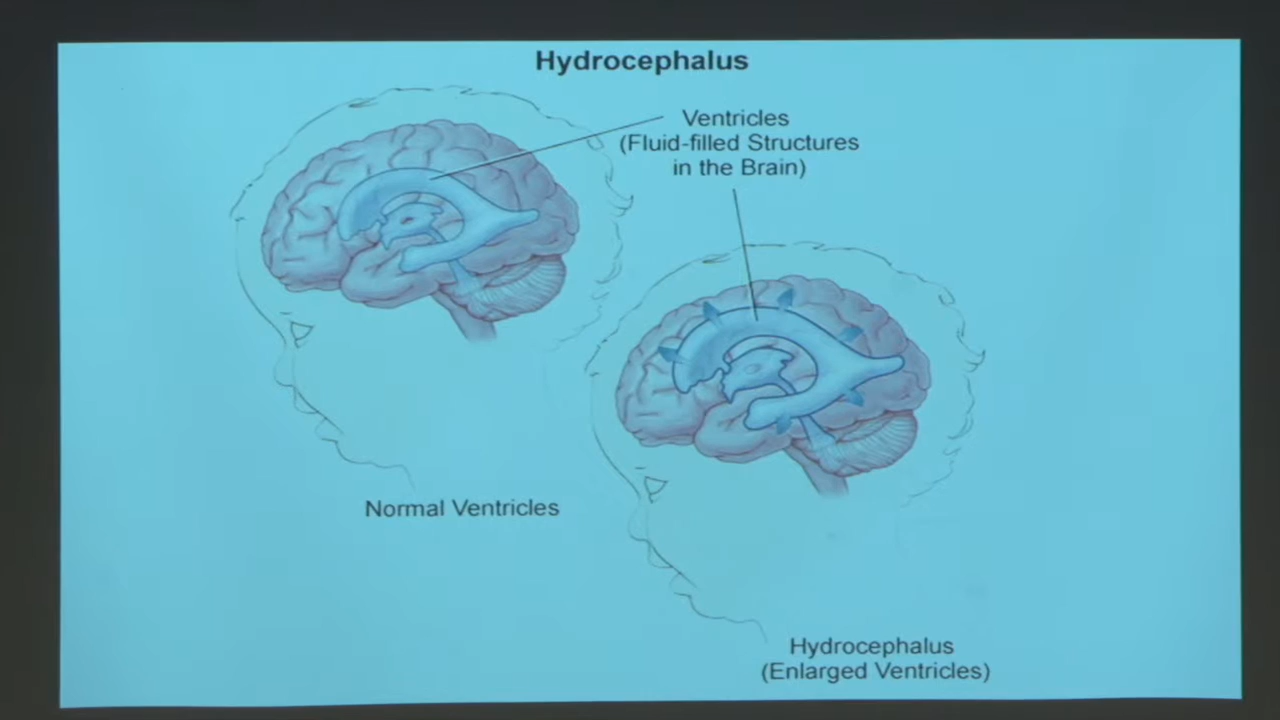 Hydrocephalus
Ventricles
(Fluid-filled Structures
in the Brain)
Normal Ventricles
Hydrocephalus
(Enlarged Ventricles)